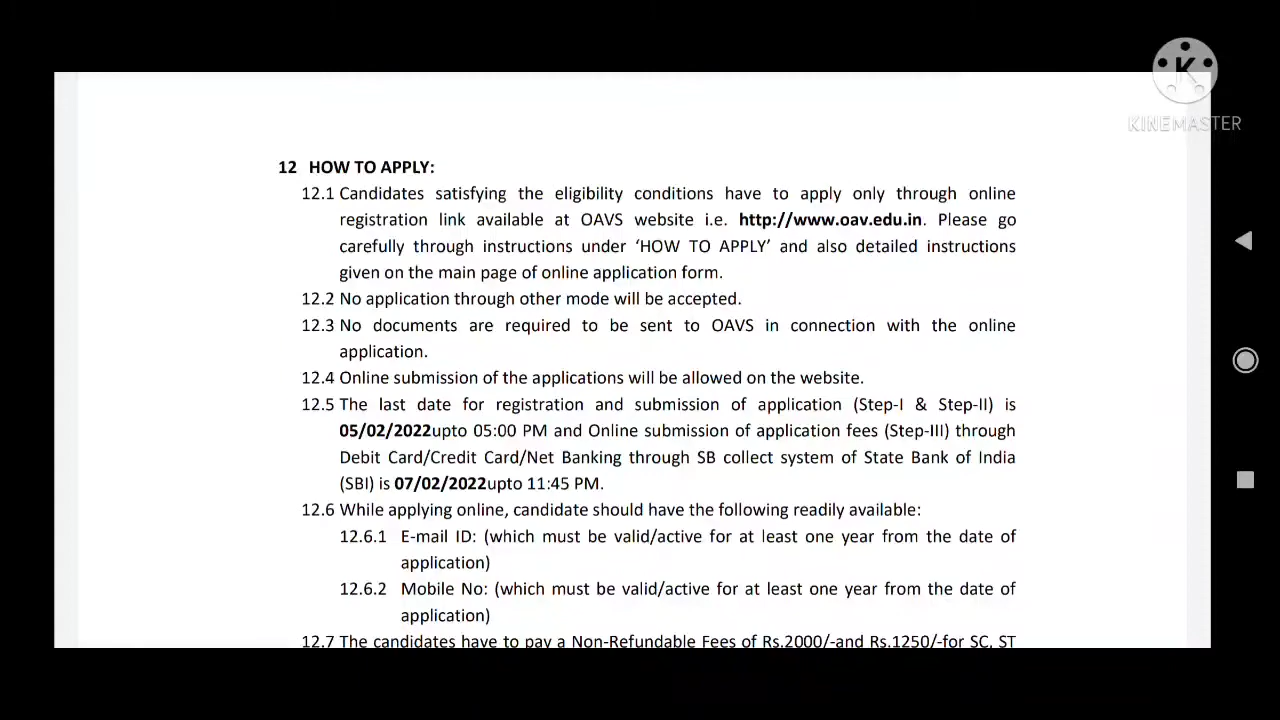 KINEMASTER
12 HOW TO APPLY:
12.1 Candidates satisfying the eligibility conditions have to apply only through online
registration link available at OAVS website i.e. http://www.oav.edu.in. Please go
carefully through instructions under ‘HOW TO APPLY’ and also detailed instructions
given on the main page of online application form.
12.2 No application through other mode will be accepted.
12.3 No documents are required to be sent to OAVS in connection with the online
application.
12.4 Online submission of the applications will be allowed on the website.
12.5 The last date for registration and submission of application (Step-I & Step-II) is
05/02/2022upto 05:00 PM and Online submission of application fees (Step-III) through
Debit Card/Credit Card/Net Banking through SB collect system of State Bank of India
(SBI) is 07/02/2022upto 11:45 PM.
12.6 While applying online, candidate should have the following readily available:
12.6.1 E-mail ID: (which must be valid/active for at least one year from the date of
application)
12.6.2 Mobile No: (which must be valid/active for at least one year from the date of
application)
12.7 The candidates have to pay a Non-Refundable Fees of Rs.2000/-and Rs.1250/-for SC, ST